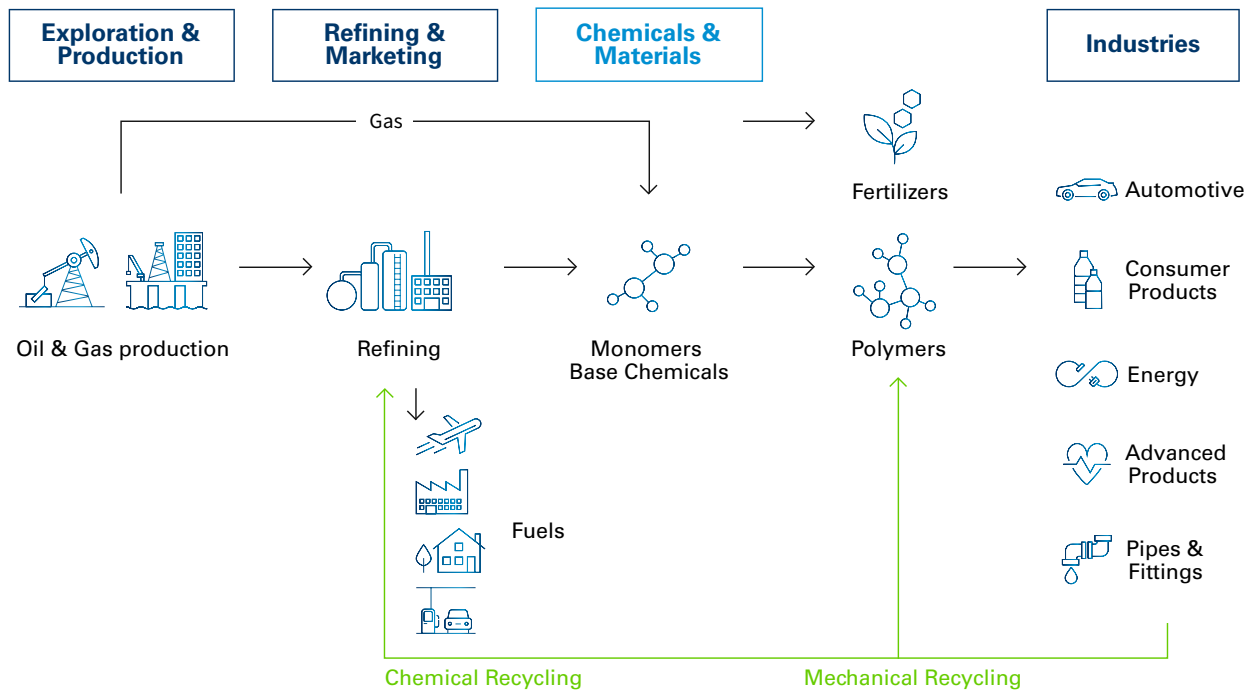 Exploration &
Production
Refining &
Marketing
Chemicals &
Materials
Industries
Gas
Fertilizers
Oil & Gas production
Refining
Monomers
Base Chemicals
Polymers
Fuels
Automotive
Consumer
Products
Energy
Advanced
Products
Pipes &
Fittings
Chemical Recycling
Mechanical Recycling